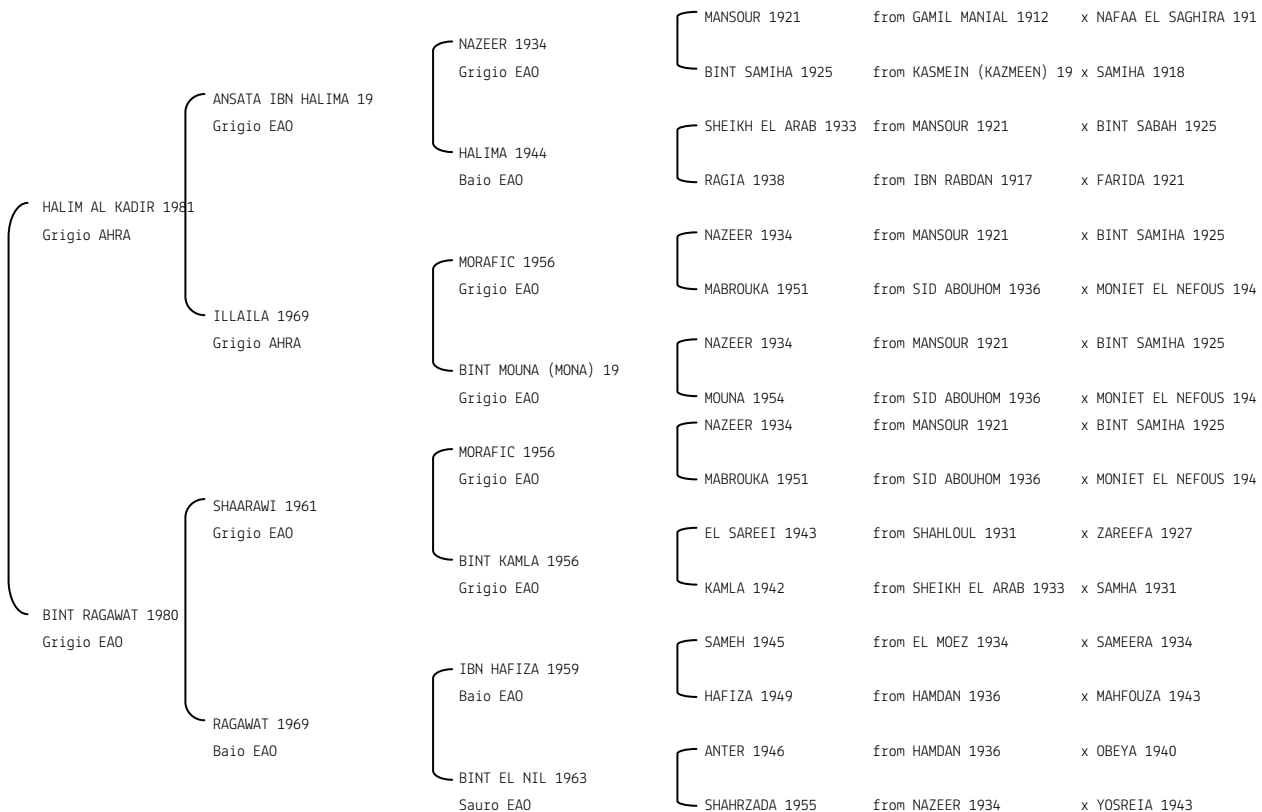 MANSOUR 1921 from GAMIL MANIAL 1912 x NAFAA EL SAGHIRA 191
NAZEER 1934
Grigio EAO BINT SAMIHA 1925 from KASMEIN (KAZMEEN) 19 x SAMIHA 1918
ANSATA IBN HALIMA 19
Grigio EAO SHEIKH EL ARAB 1933 from MANSOUR 1921 x BINT SABAH 1925
HALIMA 1944
Baio EAO RAGIA 1938 from IBN RABDAN 1917 x FARIDA 1921
HALIM AL KADIR 1981
Grigio AHRA NAZEER 1934 from MANSOUR 1921 x BINT SAMIHA 1925
MORAFIC 1956
Grigio EAO MABROUKA 1951 from SID ABOUHOM 1936 x MONIET EL NEFOUS 194
ILLAILA 1969
Grigio AHRA NAZEER 1934 from MANSOUR 1921 x BINT SAMIHA 1925
BINT MOUNA (MONA) 19
Grigio EAO MOUNA 1954 from SID ABOUHOM 1936 x MONIET EL NEFOUS 194
NAZEER 1934 from MANSOUR 1921 x BINT SAMIHA 1925
MORAFIC 1956
Grigio EAO MABROUKA 1951 from SID ABOUHOM 1936 x MONIET EL NEFOUS 194
SHAARAWI 1961
Grigio EAO EL SAREEI 1943 from SHAHLOUL 1931 x ZAREEFA 1927
BINT KAMLA 1956
Grigio EAO KAMLA 1942 from SHEIKH EL ARAB 1933 x SAMHA 1931
BINT RAGAWAT 1980
Grigio EAO SAMEH 1945 from EL MOEZ 1934 x SAMEERA 1934
IBN HAFIZA 1959
Baio EAO HAFIZA 1949 from HAMDAN 1936 x MAHFOUZA 1943
RAGAWAT 1969
Baio EAO ANTER 1946 from HAMDAN 1936 x OBEYA 1940
BINT EL NIL 1963
Sauro EAO SHAHRZADA 1955 from NAZEER 1934 x YOSREIA 1943